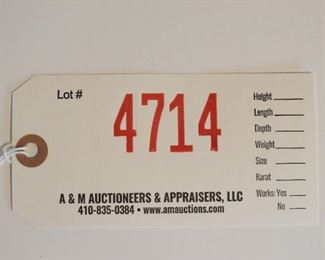 Lot #
4714
Height
Length
Depth
Weight
Size
Karat
Works: Yes
No
A & M AUCTIONEERS & APPRAISERS, LLC
410-835-0384 • www.amauctions.com